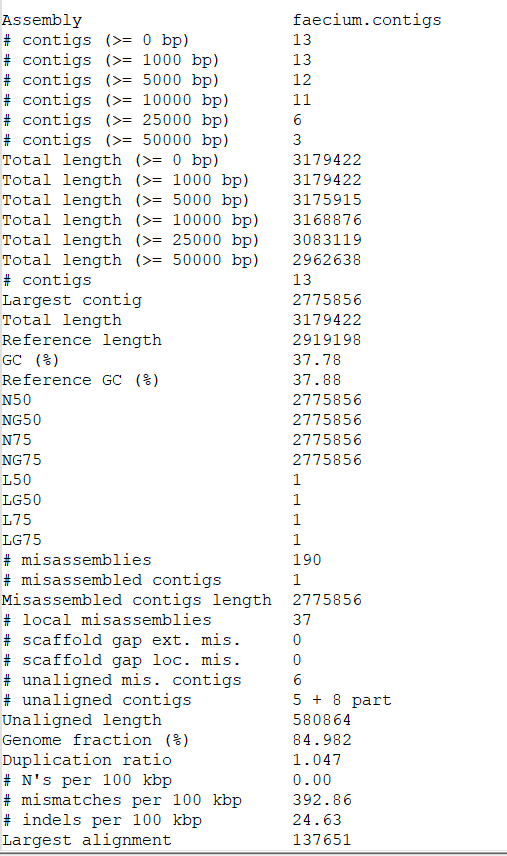 Assembly faecium.contigs
# contigs (>= 0 bp) 13
# contigs (>= 1000 bp) 13
# contigs (>= 5000 bp) 12
# contigs (>= 10000 bp) 11
# contigs (>= 25000 bp) 6
# contigs (>= 50000 bp) 3
Total length (>= 0 bp) 3179422
Total length (>= 1000 bp) 3179422
Total length (>= 5000 bp) 3175915
Total length (>= 10000 bp) 3168876
Total length (>= 25000 bp) 3083119
Total length (>= 50000 bp) 2962638
# contigs 13
Largest contig 2775856
Total length 3179422
Reference length 2919198
GC (%) 37.78
Reference GC (%) 37.88
N50 2775856
NG50 2775856
N75 2775856
NG75 2775856
L50 1
LG50 1
L75 1
LG75 1
# misassemblies 190
# misassembled contigs 1
Misassembled contigs length 2775856
# local misassemblies 37
# scaffold gap ext. mis. 0
# scaffold gap loc. mis. 0
# unaligned mis. contigs 6
# unaligned contigs 5 + 8 part
Unaligned length 580864
Genome fraction (%) 84.982
Duplication ratio 1.047
# N's per 100 kbp 0.00
# mismatches per 100 kbp 392.86
# indels per 100 kbp 24.63
Largest alignment 137651